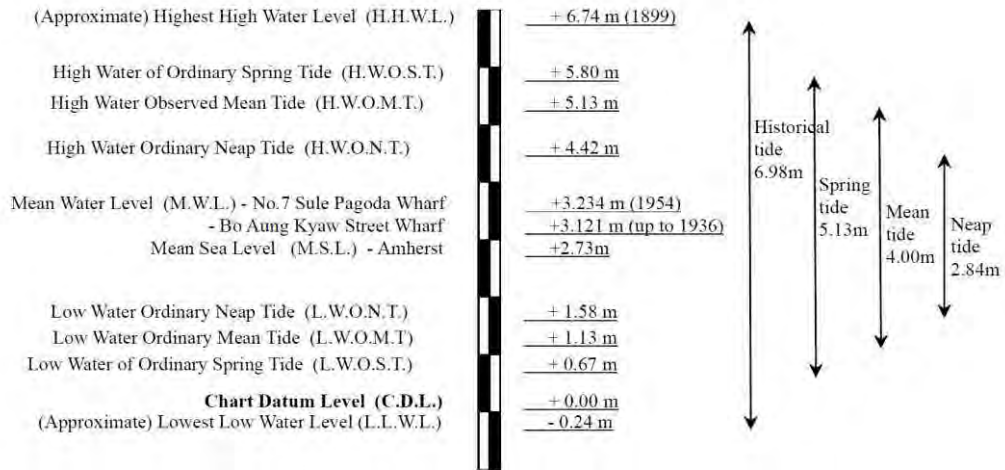 (Approximate) Highest High Water Level (H.H.W.L.) + 6.74 m (1899)
High Water of Ordinary Spring Tide (H.W.O.S.T.) + 5.80 m
High Water Observed Mean Tide (H.W.O.M.T.) + 5.13 m
High Water Ordinary Neap Tide (H.W.O.N.T.) + 4.42 m
Mean Water Level (M.W.L.) - No.7 Sule Pagoda Wharf +3.234 m (1954)
- Bo Aung Kyaw Street Wharf +3.121 m (up to 1936)
Mean Sea Level (M.S.L.) - Amherst +2.73m
Low Water Ordinary Neap Tide (L.W.O.N.T.) + 1.58 m
Low Water Ordinary Mean Tide (L.W.O.M.T) + 1.13 m
Low Water of Ordinary Spring Tide (L.W.O.S.T.) + 0.67 m
Chart Datum Level (C.D.L.) + 0.00 m
(Approximate) Lowest Low Water Level (L.L.W.L.) - 0.24 m
Historical
tide
6.98m
Spring
tide
5.13m
Mean
tide
4.00m
Neap
tide
2.84m